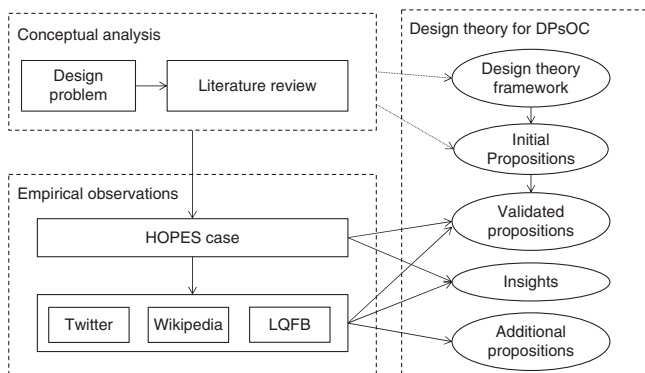 Conceptual analysis
Design
problem
Literature review
Empirical observations
HOPES case
Twitter
Wikipedia
LQFB
Design theory for DPsOC
Design theory
framework
Initial
Propositions
Validated
propositions
Insights
Additional
propositions